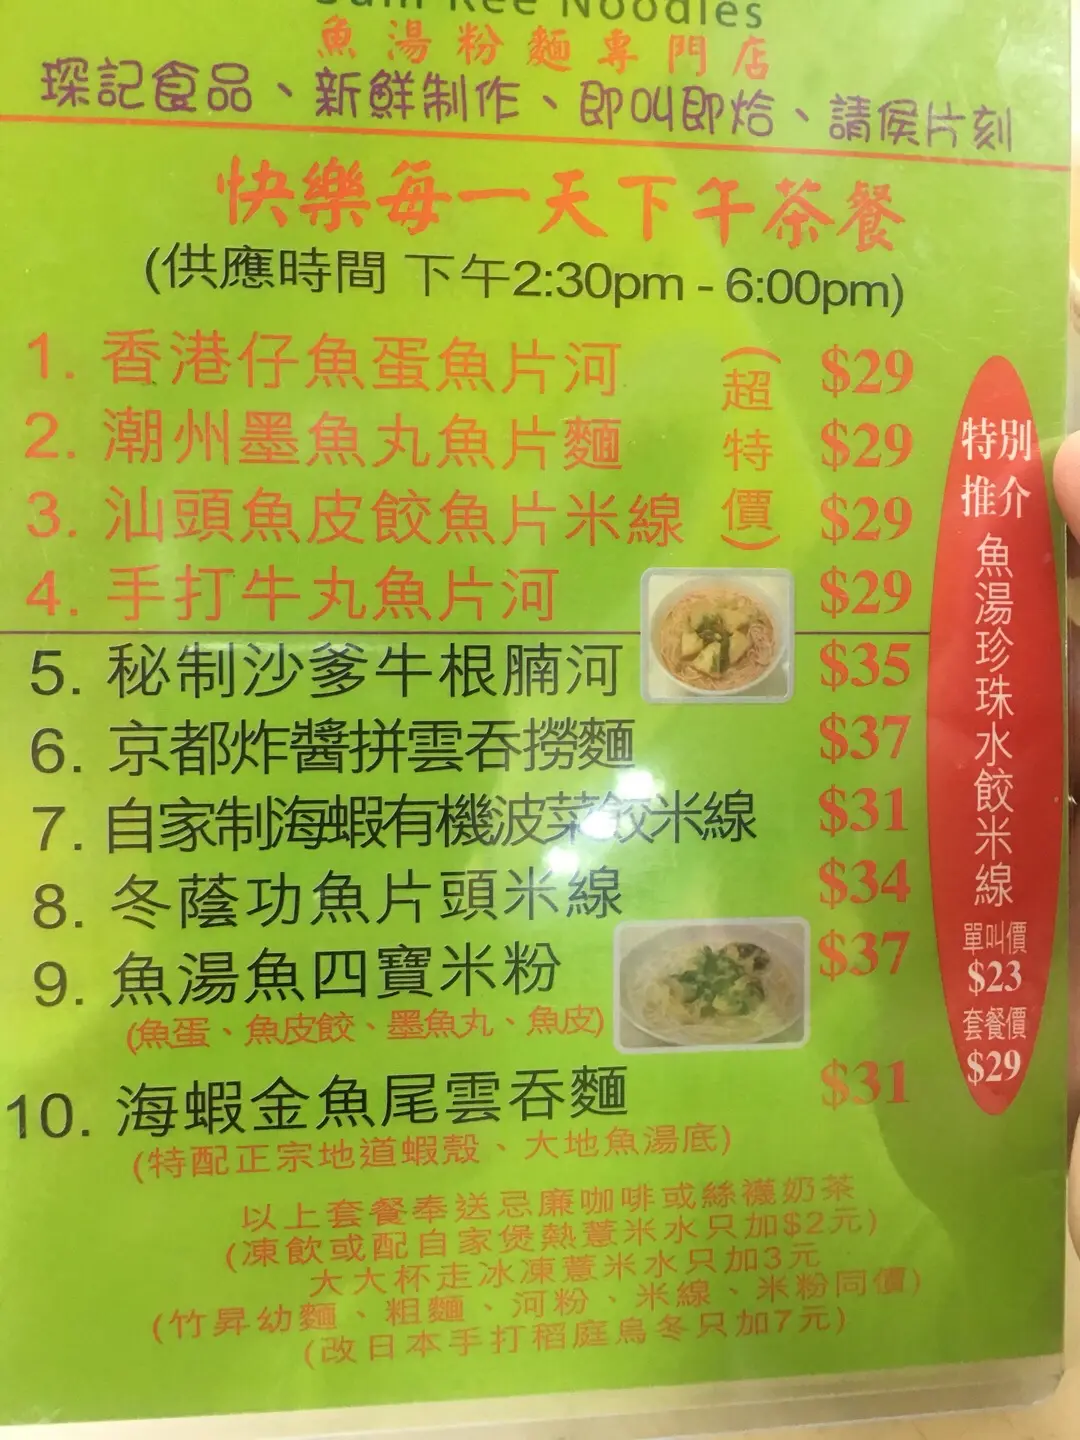 Kee Noodles
魚湯粉麵專門店
琛記食品、新鮮制作、即叫即烚、請侯片刻
快樂每一天下午茶餐
(供應時間 下午2:30pm - 6:00pm)
1. 香港仔魚蛋魚片河 $29
2. 潮州墨魚丸魚片麵 $29
3. 汕頭魚皮餃魚片米線 $29
4. 手打牛丸魚片河 $29
(超特價)
5. 秘制沙爹牛根腩河 $35
6. 京都炸醬拼雲吞撈麵 $37
7. 自家制海蝦有機波菜餃米線 $31
8. 冬蔭功魚片頭米線 $34
9. 魚湯魚四寶米粉 $37
(魚蛋、魚皮餃、墨魚丸、魚皮)
10. 海蝦金魚尾雲吞麵 $31
(特配正宗地道蝦殼、大地魚湯底)
以上套餐奉送忌廉咖啡或絲襪奶茶
(凍飲或配自家煲熱薏米水只加$2元)
大大杯走冰凍薏米水只加3元
(竹昇幼麵、粗麵、河粉、米線、米粉同價)
(改日本手打稻庭烏冬只加7元)
特別
推介
魚湯珍珠水餃米線
單叫價
$23
套餐價
$29